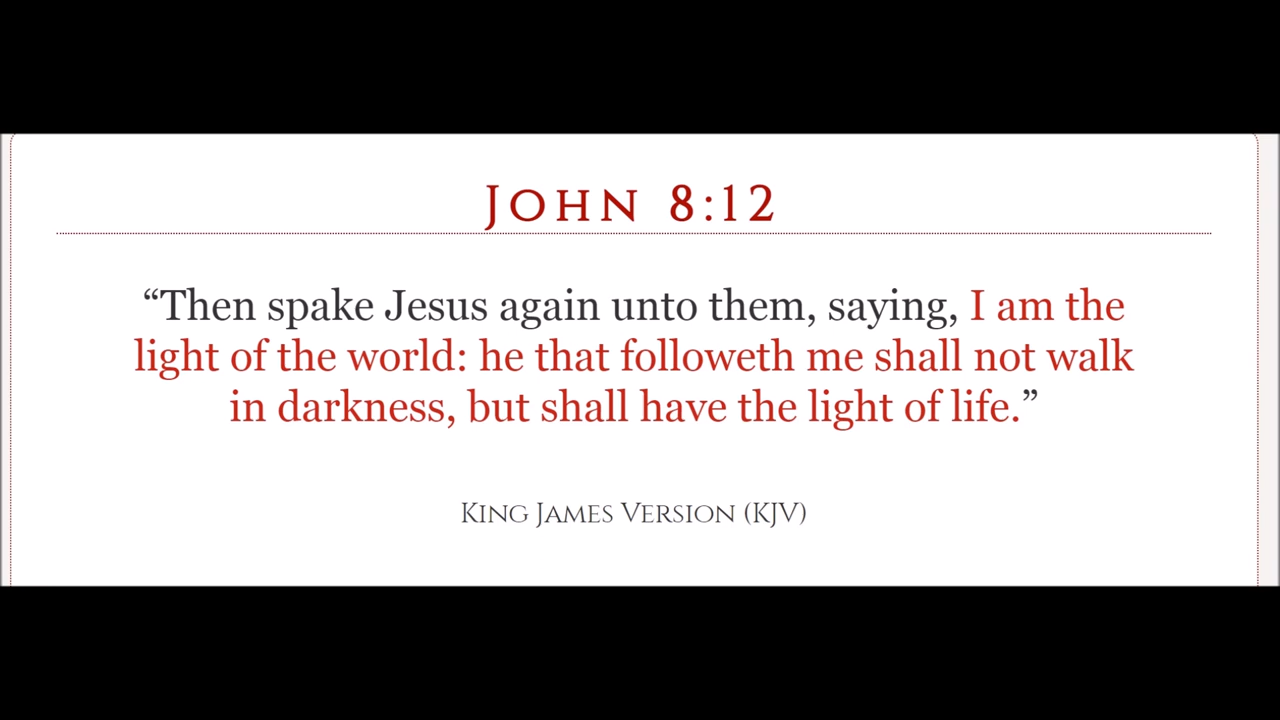 John 8:12
“Then spake Jesus again unto them, saying, I am the
light of the world: he that followeth me shall not walk
in darkness, but shall have the light of life.”
King James Version (KJV)